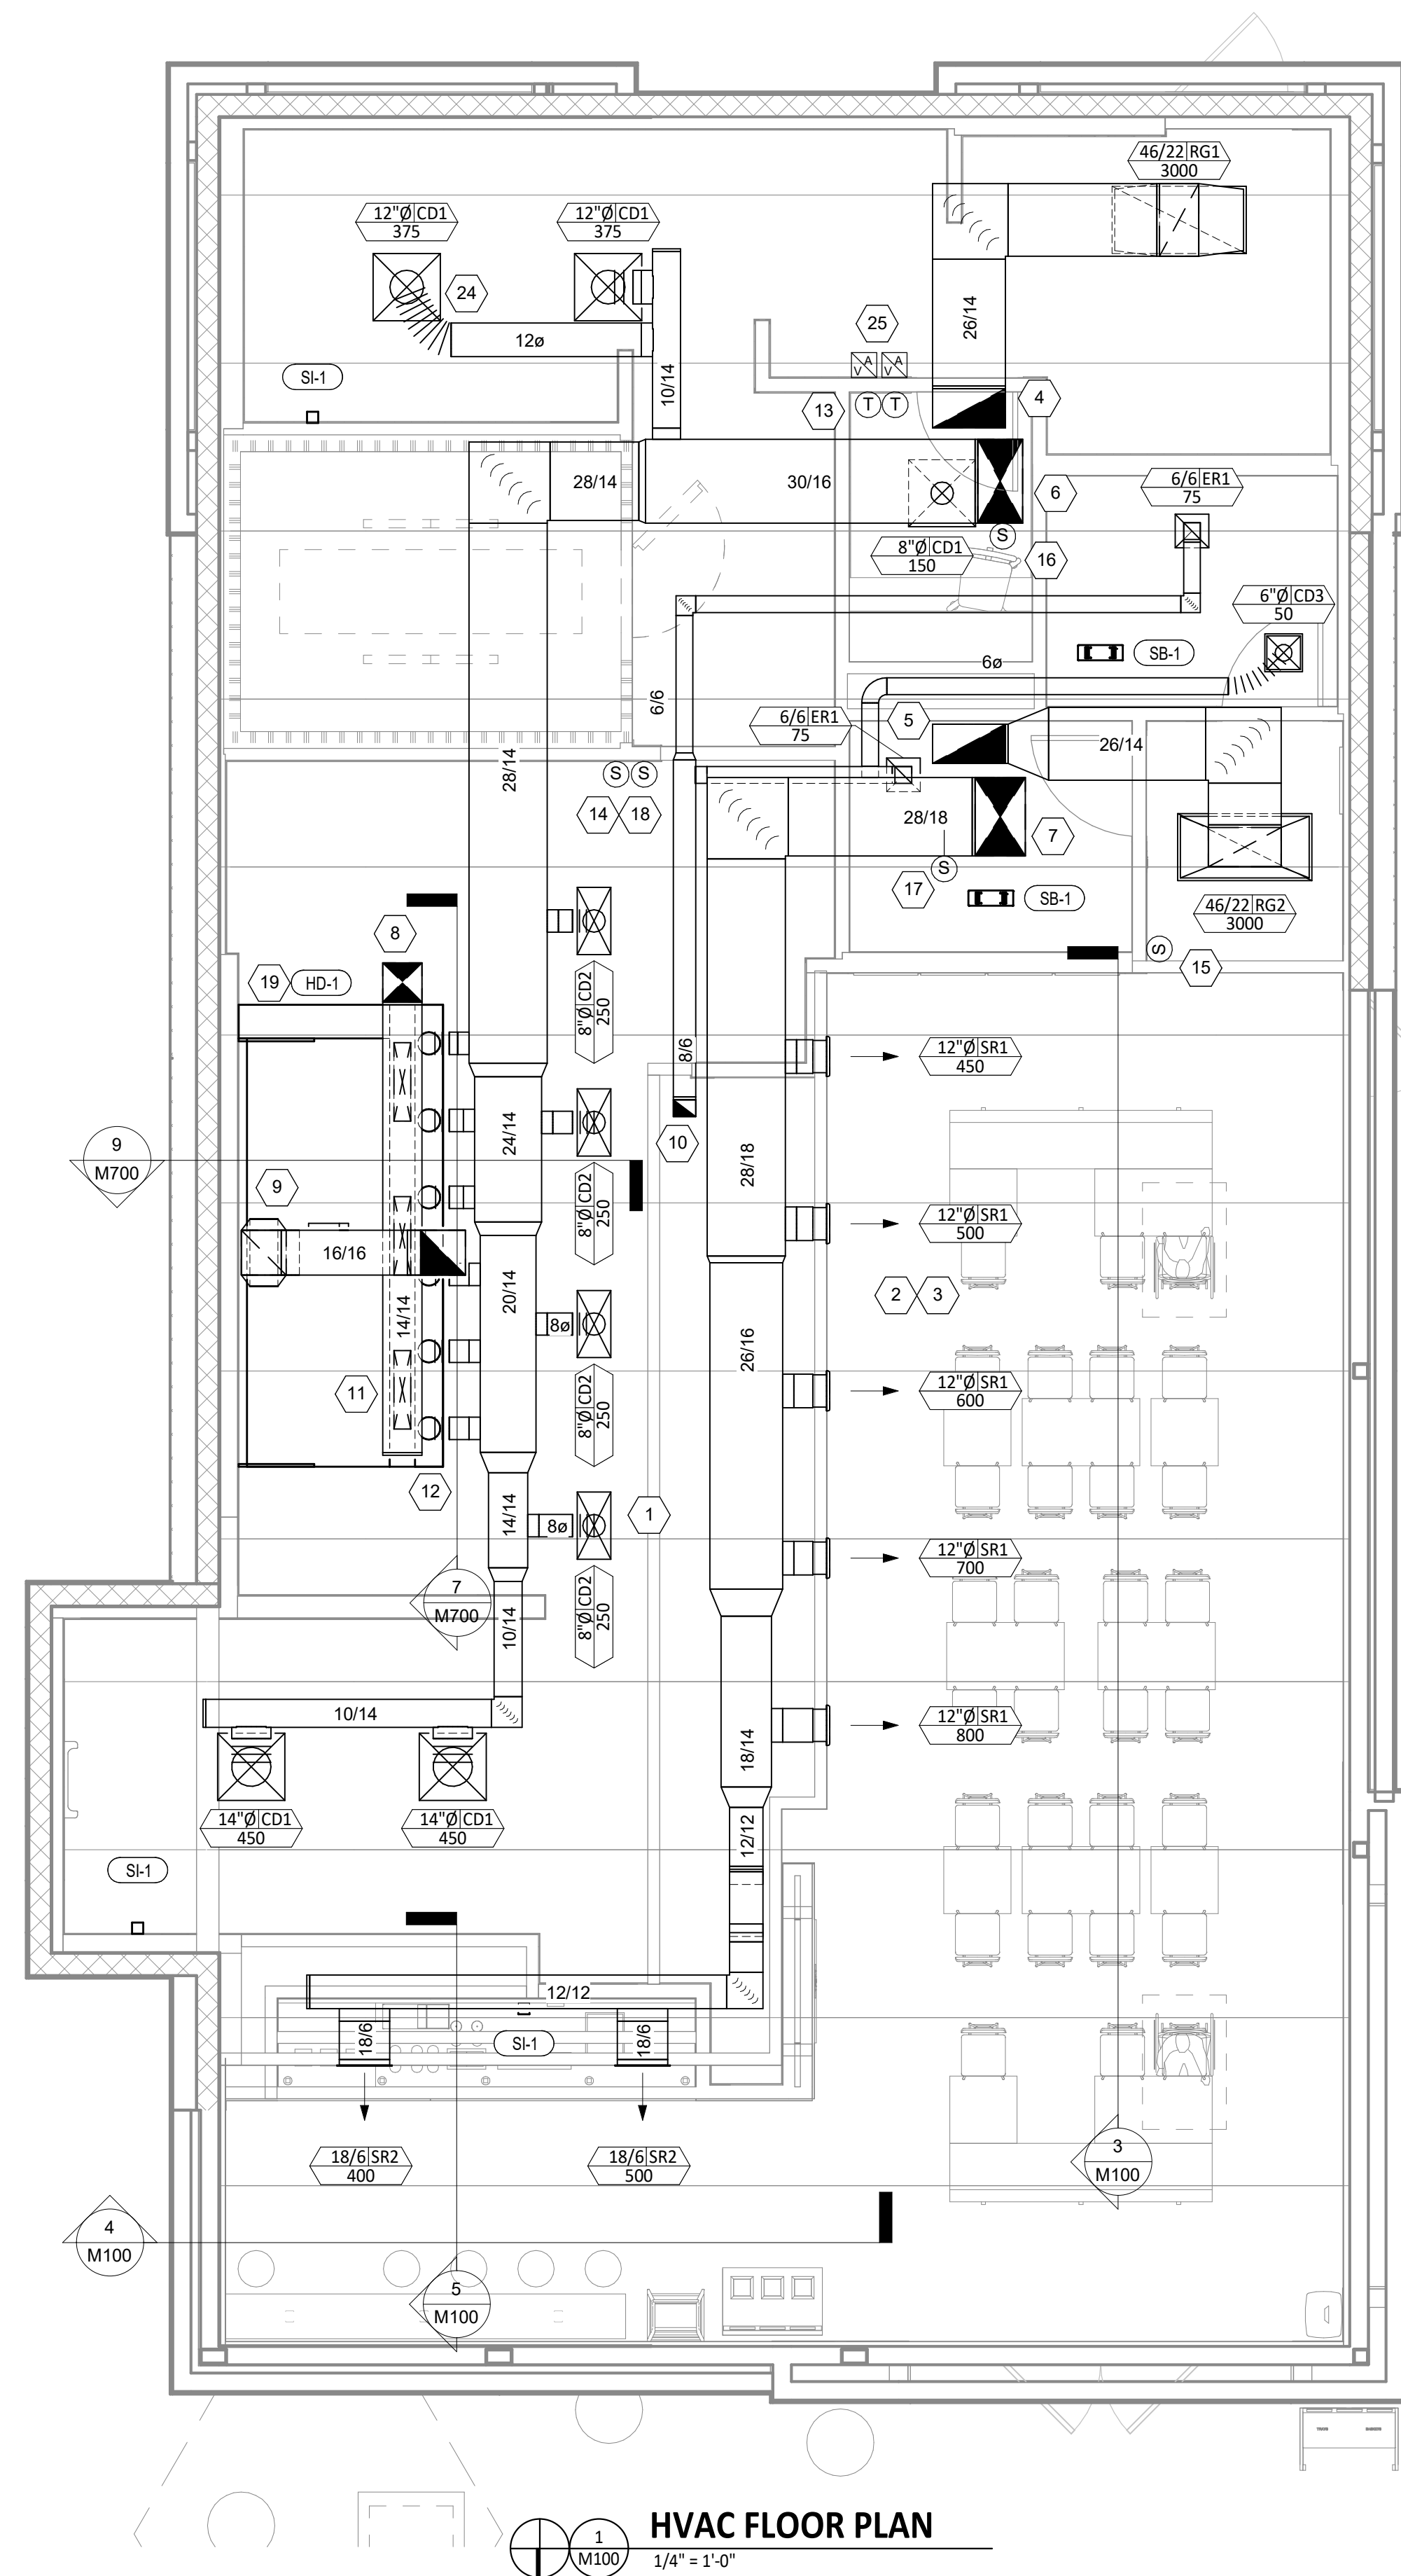 46/22 RG1
3000
12"Ø CD1
375
12"Ø CD1
375
24
12ø
SI-1
10/14
26/14
25
V A
V A
T T
13
4
28/14
30/16
6/6 ER1
75
6
S
8"Ø CD1
150
16
6"Ø CD3
50
SB-1
6ø
6/6
6/6 ER1
75
5
26/14
28/14
S S
14 18
28/18
7
S
17
SB-1
46/22 RG2
3000
S
15
8
19 HD-1
8"Ø CD2
250
8/6
12"Ø SR1
450
9
M700
24/14
10
28/18
9
8"Ø CD2
250
12"Ø SR1
500
16/16
20/14
14/14
8ø
2 3
26/16
11
8"Ø CD2
250
12"Ø SR1
600
12
14/14
8ø
1
12"Ø SR1
700
7
M700
10/14
8"Ø CD2
250
10/14
18/14
12"Ø SR1
800
14"Ø CD1
450
14"Ø CD1
450
12/12
SI-1
12/12
18/6
SI-1
18/6
18/6 SR2
400
18/6 SR2
500
3
M100
4
M100
5
M100
1
M100
HVAC FLOOR PLAN
1/4" = 1'-0"